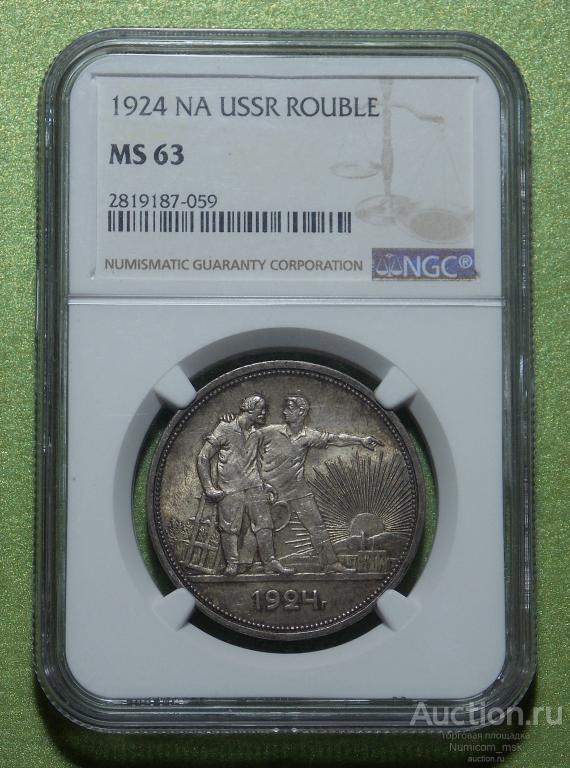 1924 NA USSR ROUBLE
MS 63
2819187-059
NUMISMATIC GUARANTY CORPORATION NGC®
1924г
Auction.ru
торговая площадка
Numicom_msk
auction.ru